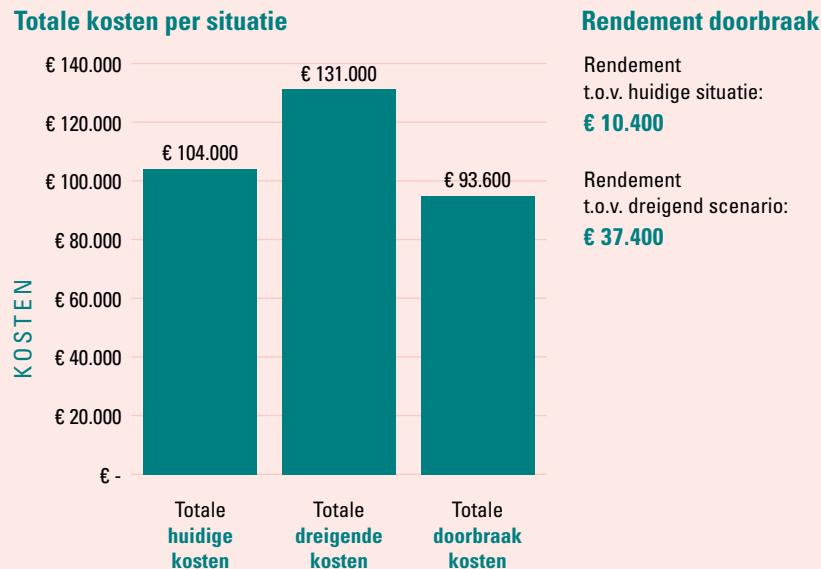 Totale kosten per situatie
€ 140.000
€ 120.000
€ 100.000
€ 80.000
€ 60.000
€ 40.000
€ 20.000
€ -
KOSTEN
€ 104.000
€ 131.000
€ 93.600
Totale
huidige
kosten
Totale
dreigende
kosten
Totale
doorbraak
kosten
Rendement doorbraak
Rendement
t.o.v. huidige situatie:
€ 10.400
Rendement
t.o.v. dreigend scenario:
€ 37.400